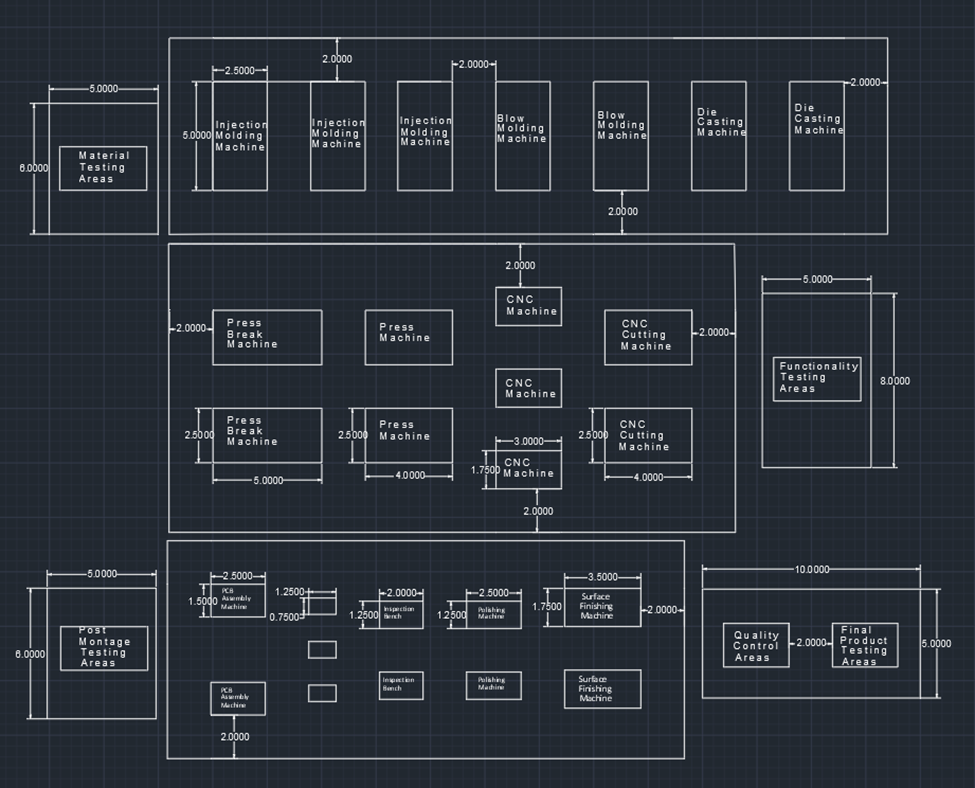 2.0000
2.0000
2.5000
2.0000
5.0000
5.0000
6.0000
Material
Testing
Areas
Injection
Molding
Machine
Injection
Molding
Machine
Injection
Molding
Machine
Blow
Molding
Machine
Blow
Molding
Machine
Die
Casting
Machine
Die
Casting
Machine
2.0000
2.0000
2.0000
Press
Break
Machine
Press
Machine
CNC
Machine
CNC
Cutting
Machine
2.0000
5.0000
Functionality
Testing
Areas
8.0000
CNC
Machine
2.5000
Press
Break
Machine
2.5000
Press
Machine
3.0000
2.5000
CNC
Cutting
Machine
1.7500
CNC
Machine
5.0000
4.0000
4.0000
2.0000
5.0000
6.0000
Post
Montage
Testing
Areas
2.5000
1.5000
PCB
Assembly
Machine
1.2500
0.7500
2.0000
1.2500
Inspection
Bench
2.5000
1.2500
Polishing
Machine
3.5000
1.7500
Surface
Finishing
Machine
2.0000
10.0000
Quality
Control
Areas
2.0000
Final
Product
Testing
Areas
5.0000
PCB
Assembly
Machine
Inspection
Bench
Polishing
Machine
Surface
Finishing
Machine
2.0000